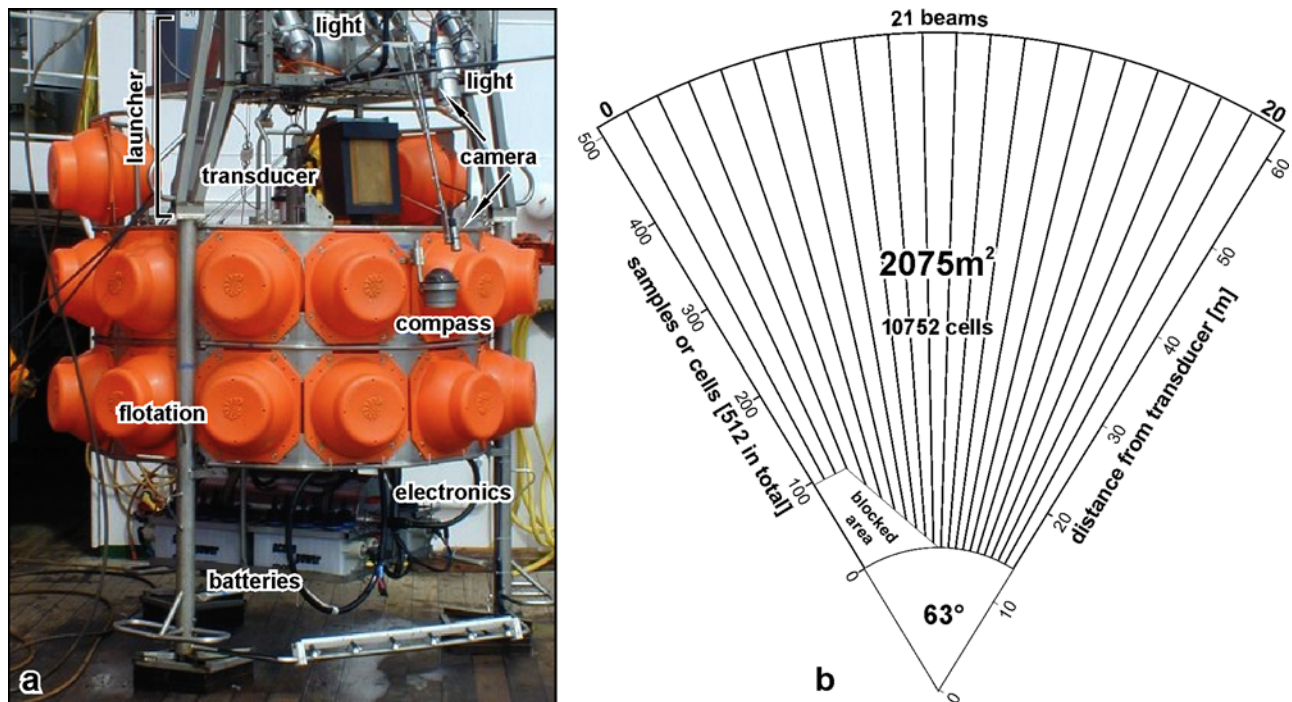 light
light
launcher
camera
transducer
compass
flotation
electronics
batteries
power
a
21 beams
0
20
500
400
300
200
100
0
samples or cells [512 in total]
2075m²
10752 cells
60
50
40
30
20
10
0
distance from transducer [m]
blocked
area
63°
b